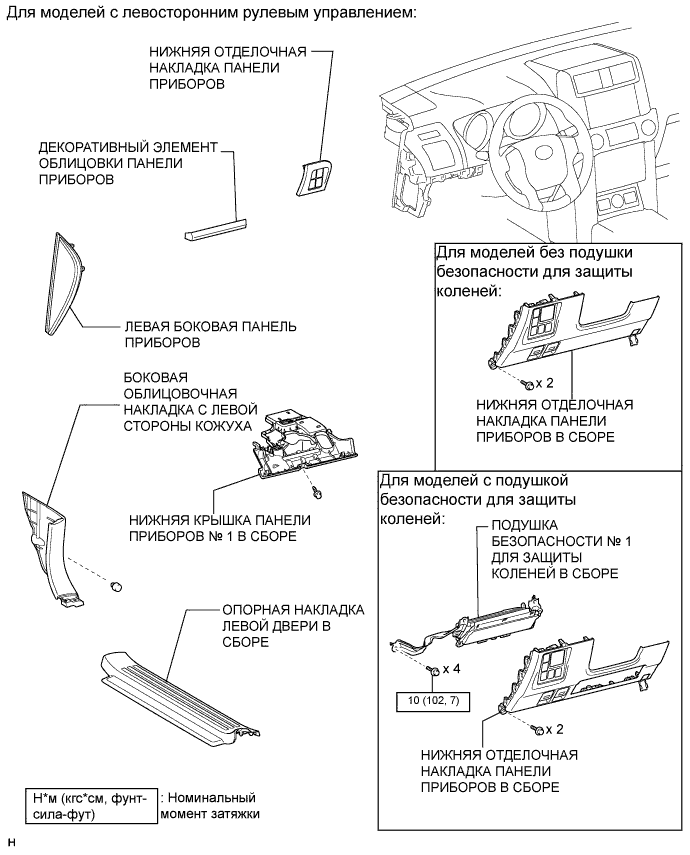 Для моделей с левосторонним рулевым управлением:
НИЖНЯЯ ОТДЕЛОЧНАЯ
НАКЛАДКА ПАНЕЛИ
ПРИБОРОВ
ДЕКОРАТИВНЫЙ ЭЛЕМЕНТ
ОБЛИЦОВКИ ПАНЕЛИ
ПРИБОРОВ
ЛЕВАЯ БОКОВАЯ ПАНЕЛЬ
ПРИБОРОВ
БОКОВАЯ
ОБЛИЦОВОЧНАЯ
НАКЛАДКА С ЛЕВОЙ
СТОРОНЫ КОЖУХА
НИЖНЯЯ КРЫШКА ПАНЕЛИ
ПРИБОРОВ № 1 В СБОРЕ
ОПОРНАЯ НАКЛАДКА
ЛЕВОЙ ДВЕРИ В
СБОРЕ
Для моделей без подушки
безопасности для защиты
коленей:
x 2
НИЖНЯЯ ОТДЕЛОЧНАЯ
НАКЛАДКА ПАНЕЛИ
ПРИБОРОВ В СБОРЕ
Для моделей с подушкой
безопасности для защиты
коленей:
ПОДУШКА
БЕЗОПАСНОСТИ № 1
ДЛЯ ЗАЩИТЫ
КОЛЕНЕЙ В СБОРЕ
x 4
10 (102, 7)
x 2
НИЖНЯЯ ОТДЕЛОЧНАЯ
НАКЛАДКА ПАНЕЛИ
ПРИБОРОВ В СБОРЕ
Н*м (кгс*см, фунт-
сила-фут)
: Номинальный
момент затяжки
H